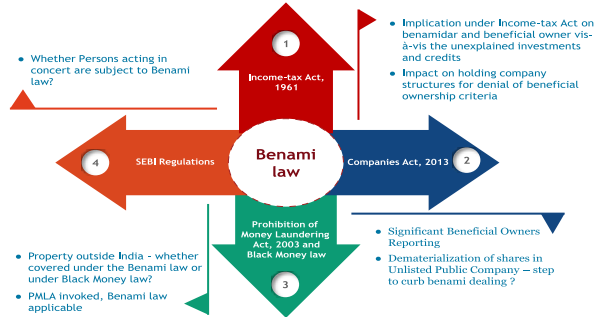 1
Income-tax Act,
1961
• Implication under Income-tax Act on
benamidar and beneficial owner vis-
à-vis the unexplained investments
and credits
• Impact on holding company
structures for denial of beneficial
ownership criteria
• Whether Persons acting in
concert are subject to Benami
law?
4
SEBI Regulations
Benami
law
Companies Act, 2013
2
Prohibition of
Money Laundering
Act, 2003 and
Black Money law
3
• Significant Beneficial Owners
Reporting
• Dematerialization of shares in
Unlisted Public Company – step
to curb benami dealing ?
• Property outside India - whether
covered under the Benami law or
under Black Money law?
• PMLA invoked, Benami law
applicable